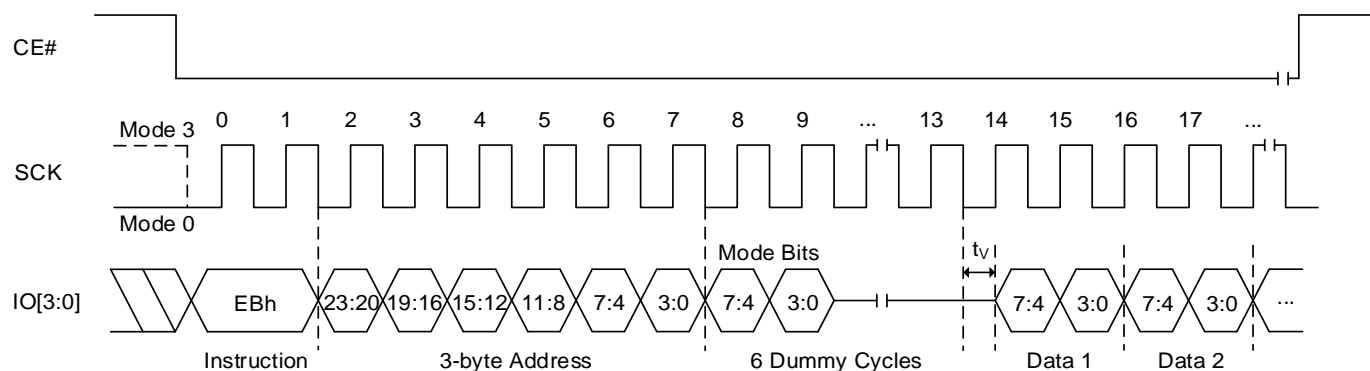 CE#
0 1 2 3 4 5 6 7 8 9 ... 13 14 15 16 17 ...
Mode 3
SCK
Mode 0
Mode Bits
tV
IO[3:0] EBh 23:20 19:16 15:12 11:8 7:4 3:0 7:4 3:0 7:4 3:0 7:4 3:0 ...
Instruction 3-byte Address 6 Dummy Cycles Data 1 Data 2